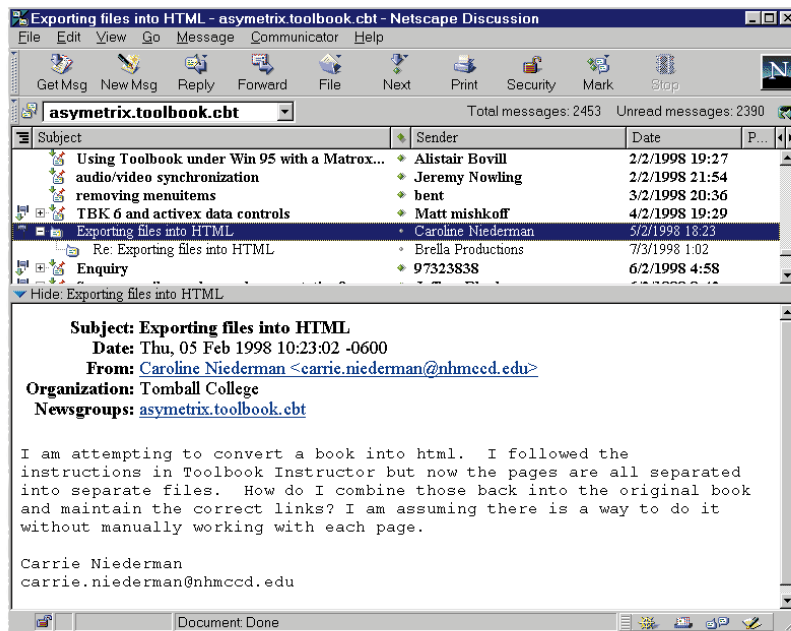 Exporting files into HTML - asymetrix.toolbook.cbt - Netscape Discussion
File Edit View Go Message Communicator Help
Get Msg New Msg Reply Forward File Next Print Security Mark Stop
N
asymetrix.toolbook.cbt Total messages: 2453 Unread messages: 2390
Subject Sender Date P...
Using Toolbook under Win 95 with a Matrox... Alistair Bovill 2/2/1998 19:27
audio/video synchronization Jeremy Nowling 2/2/1998 21:54
removing menuitems bent 3/2/1998 20:36
TBK 6 and activex data controls Matt mishkoff 4/2/1998 19:29
Exporting files into HTML Caroline Niederman 5/2/1998 18:23
Re: Exporting files into HTML Brella Productions 7/3/1998 1:02
Enquiry 97323838 6/2/1998 4:58
Hide: Exporting files into HTML
Subject: Exporting files into HTML
Date: Thu, 05 Feb 1998 10:23:02 -0600
From: Caroline Niederman <carrie.niederman@nhmccd.edu>
Organization: Tomball College
Newsgroups: asymetrix.toolbook.cbt
I am attempting to convert a book into html. I followed the
instructions in Toolbook Instructor but now the pages are all separated
into separate files. How do I combine those back into the original book
and maintain the correct links? I am assuming there is a way to do it
without manually working with each page.
Carrie Niederman
carrie.niederman@nhmccd.edu
Document: Done